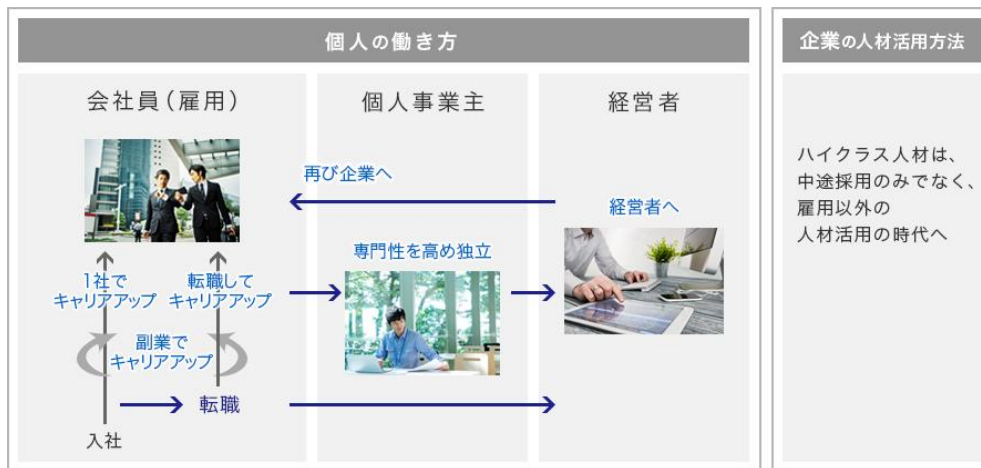 個人の働き方
会社員(雇用)
個人事業主
経営者
再び企業へ
経営者へ
専門性を高め独立
1社で
キャリアアップ
転職して
キャリアアップ
副業で
キャリアアップ
転職
入社
企業の人材活用方法
ハイクラス人材は、
中途採用のみでなく、
雇用以外の
人材活用の時代へ